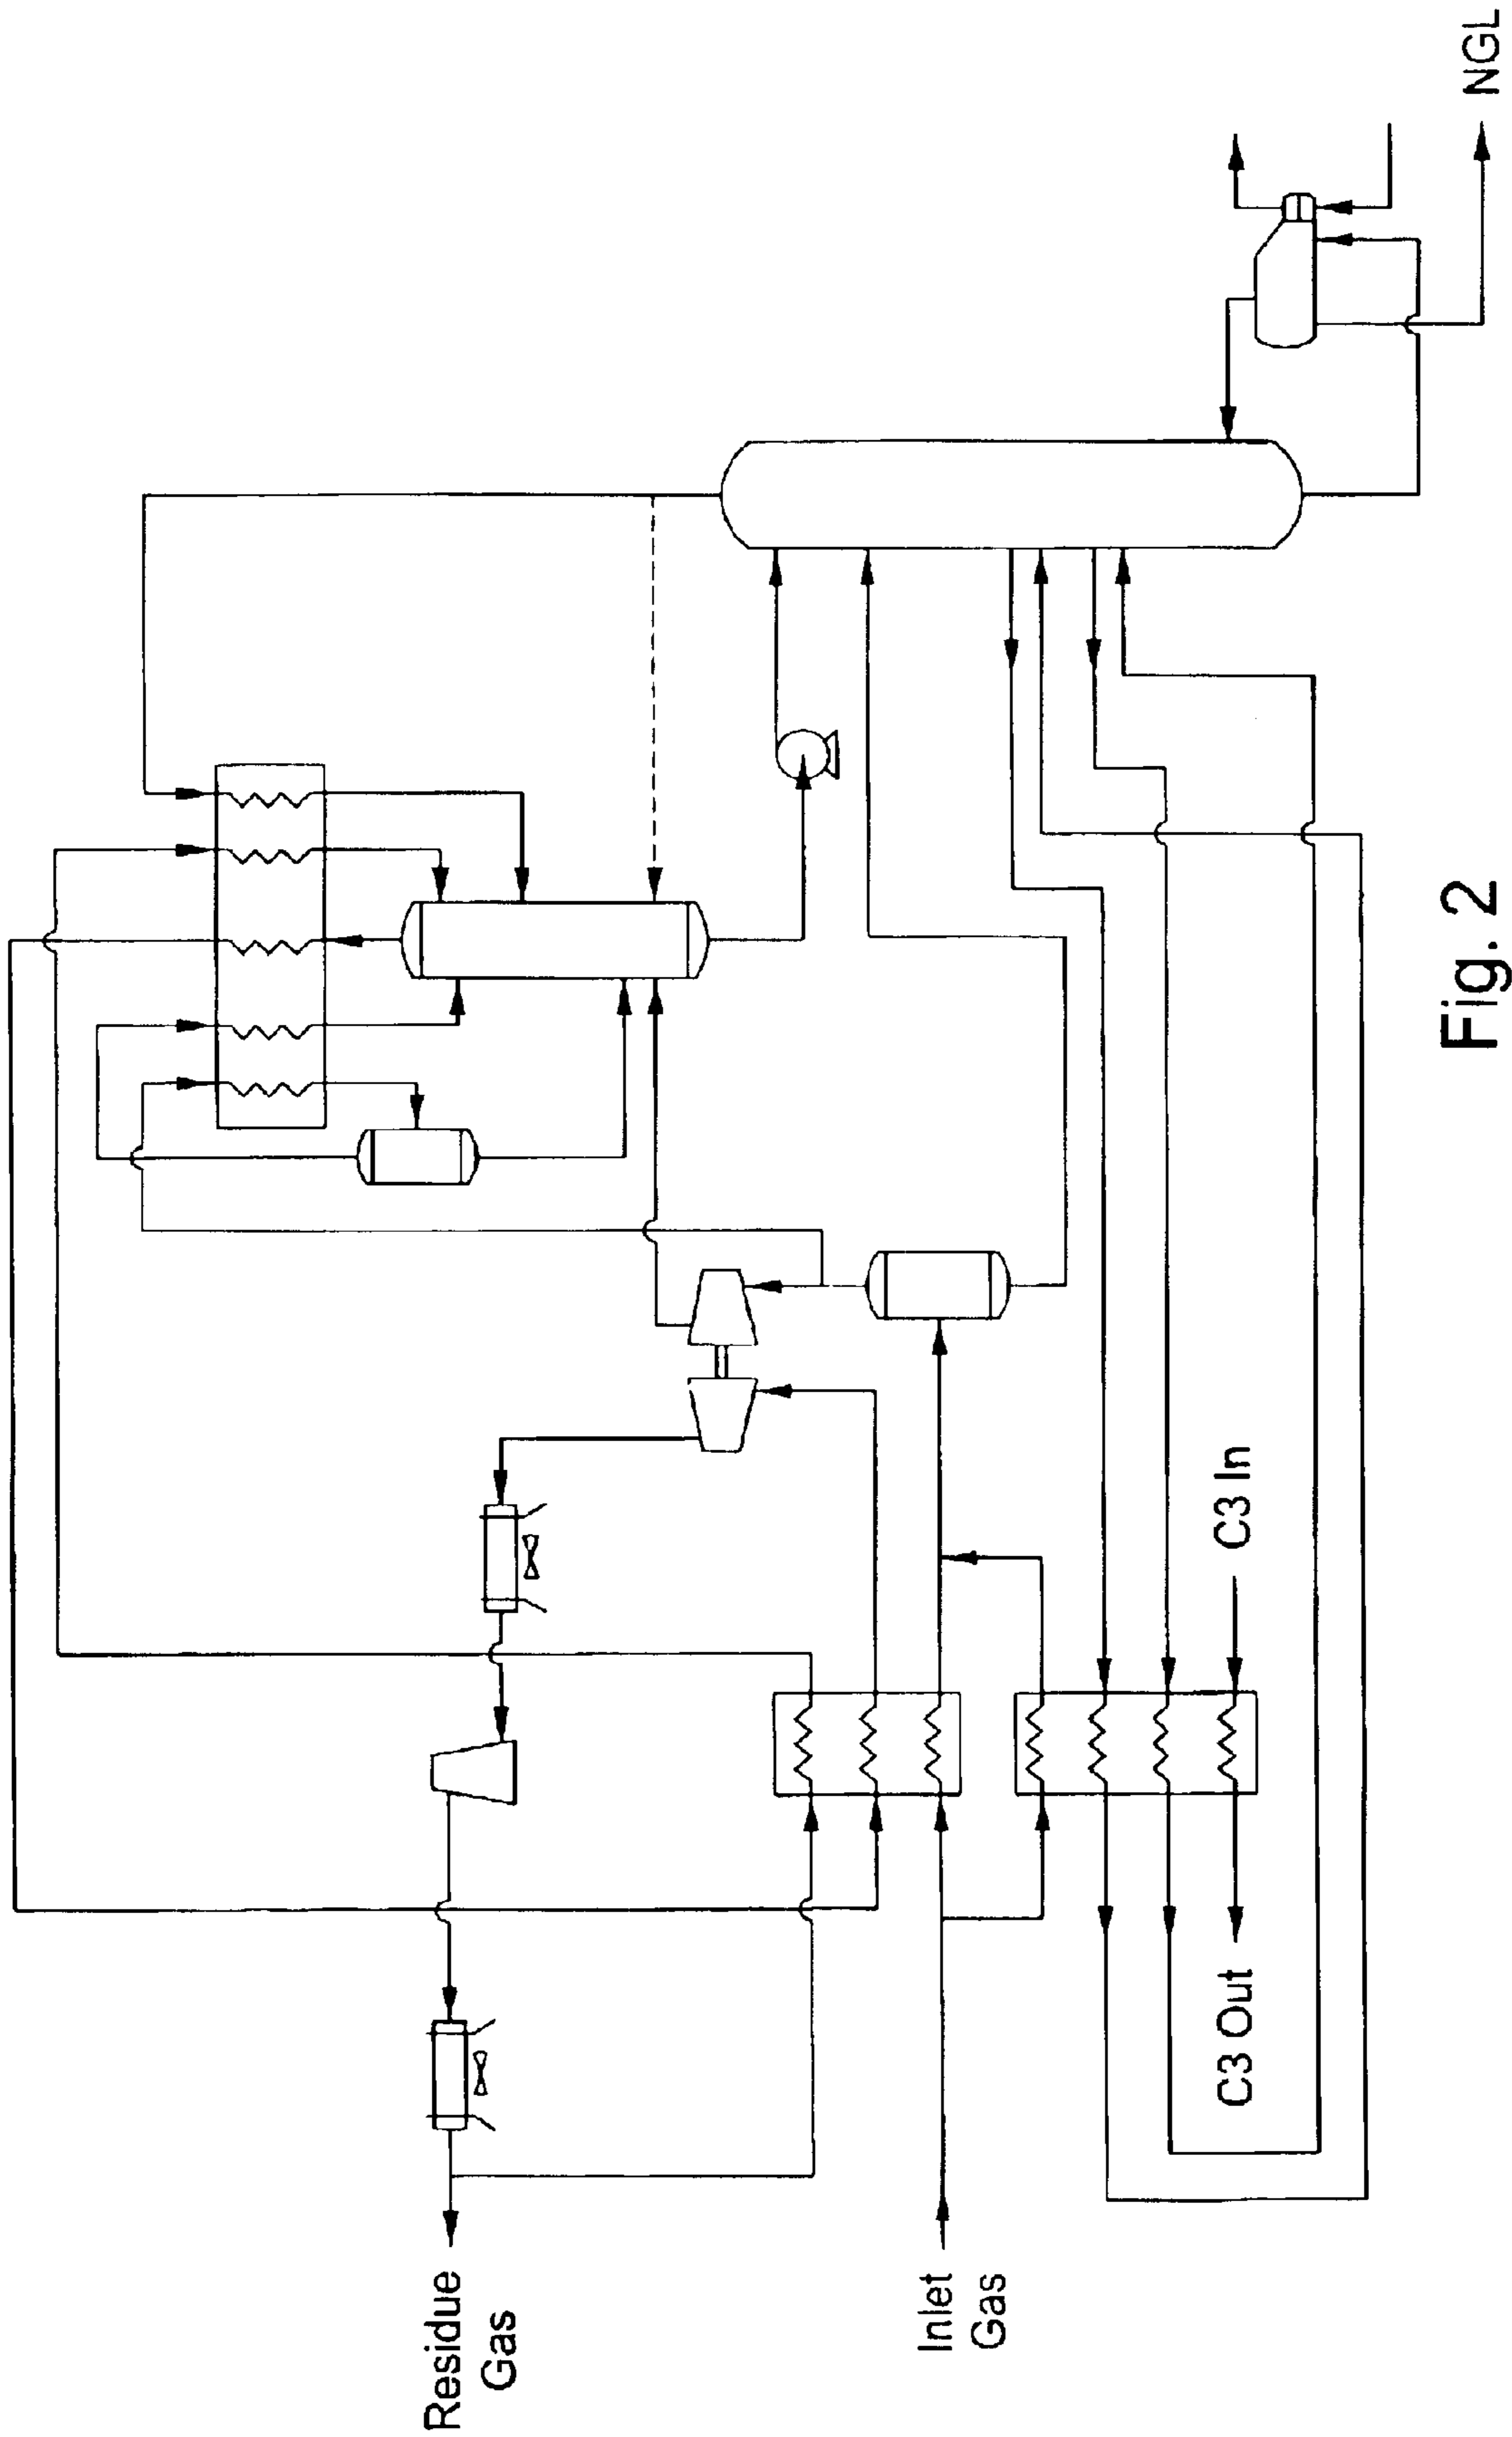 Residue
Gas
Inlet
Gas
C3 Out
C3 In
NGL
Fig. 2